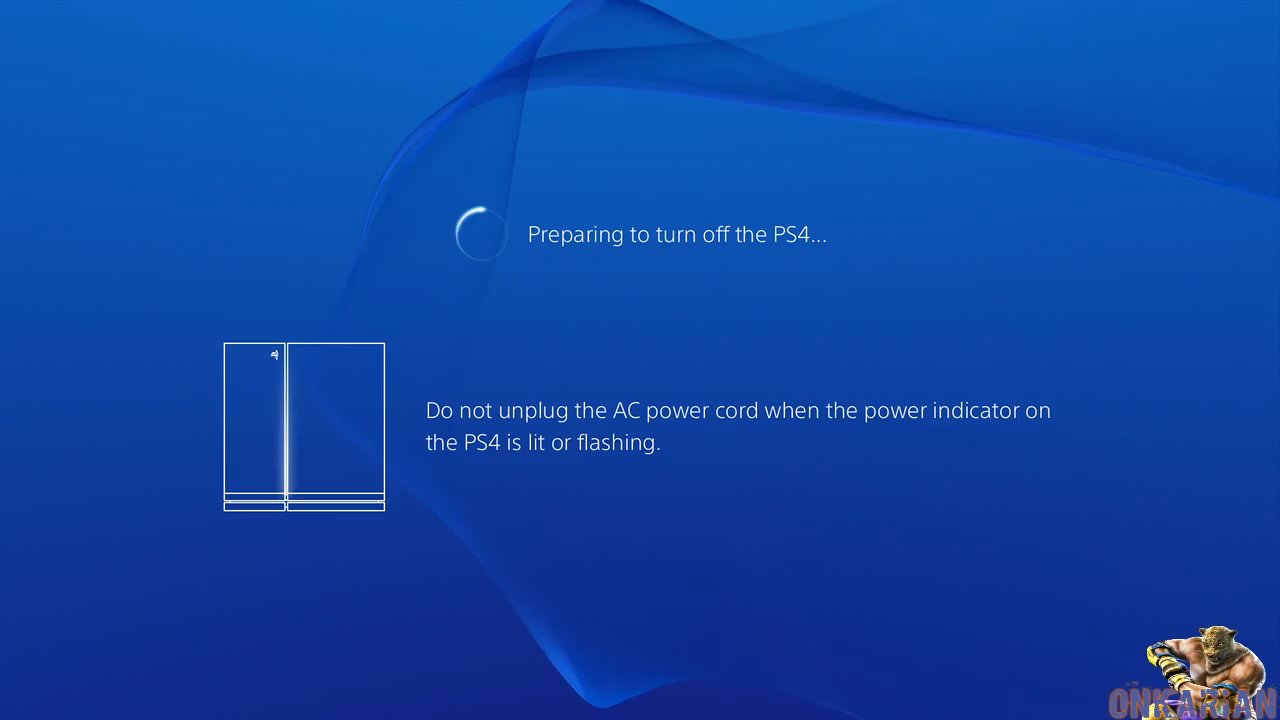 Preparing to turn off the PS4...
Do not unplug the AC power cord when the power indicator on
the PS4 is lit or flashing.
ONKARIAN